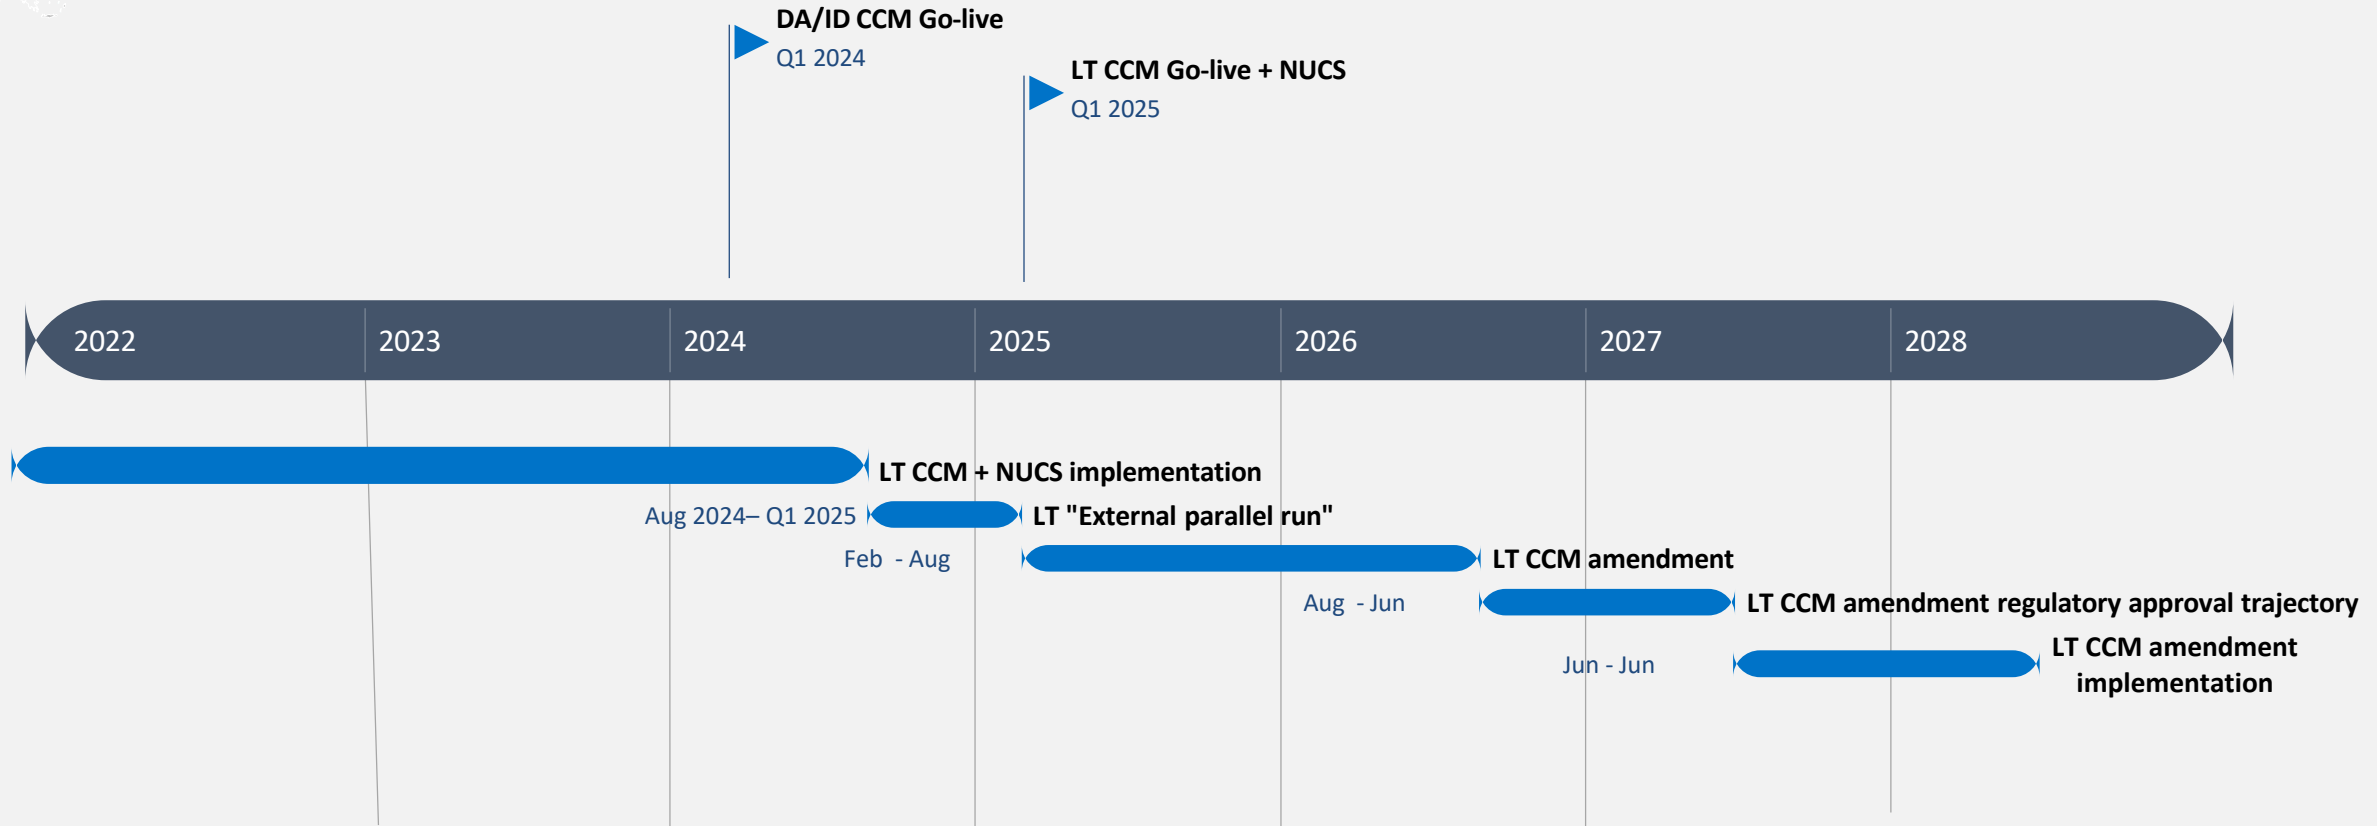 DA/ID CCM Go-live
Q1 2024
LT CCM Go-live + NUCS
Q1 2025
2022
2023
2024
2025
2026
2027
2028
LT CCM + NUCS implementation
Aug 2024– Q1 2025
LT "External parallel run"
Feb  - Aug
LT CCM amendment
Aug  - Jun
LT CCM amendment regulatory approval trajectory
Jun - Jun
LT CCM amendment
implementation